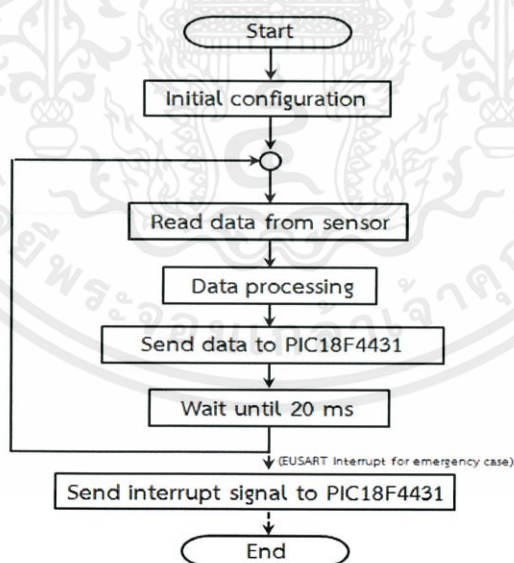 Start
Initial configuration
Read data from sensor
Data processing
Send data to PIC18F4431
Wait until 20 ms
(EUSART Interrupt for emergency case)
Send interrupt signal to PIC18F4431
End